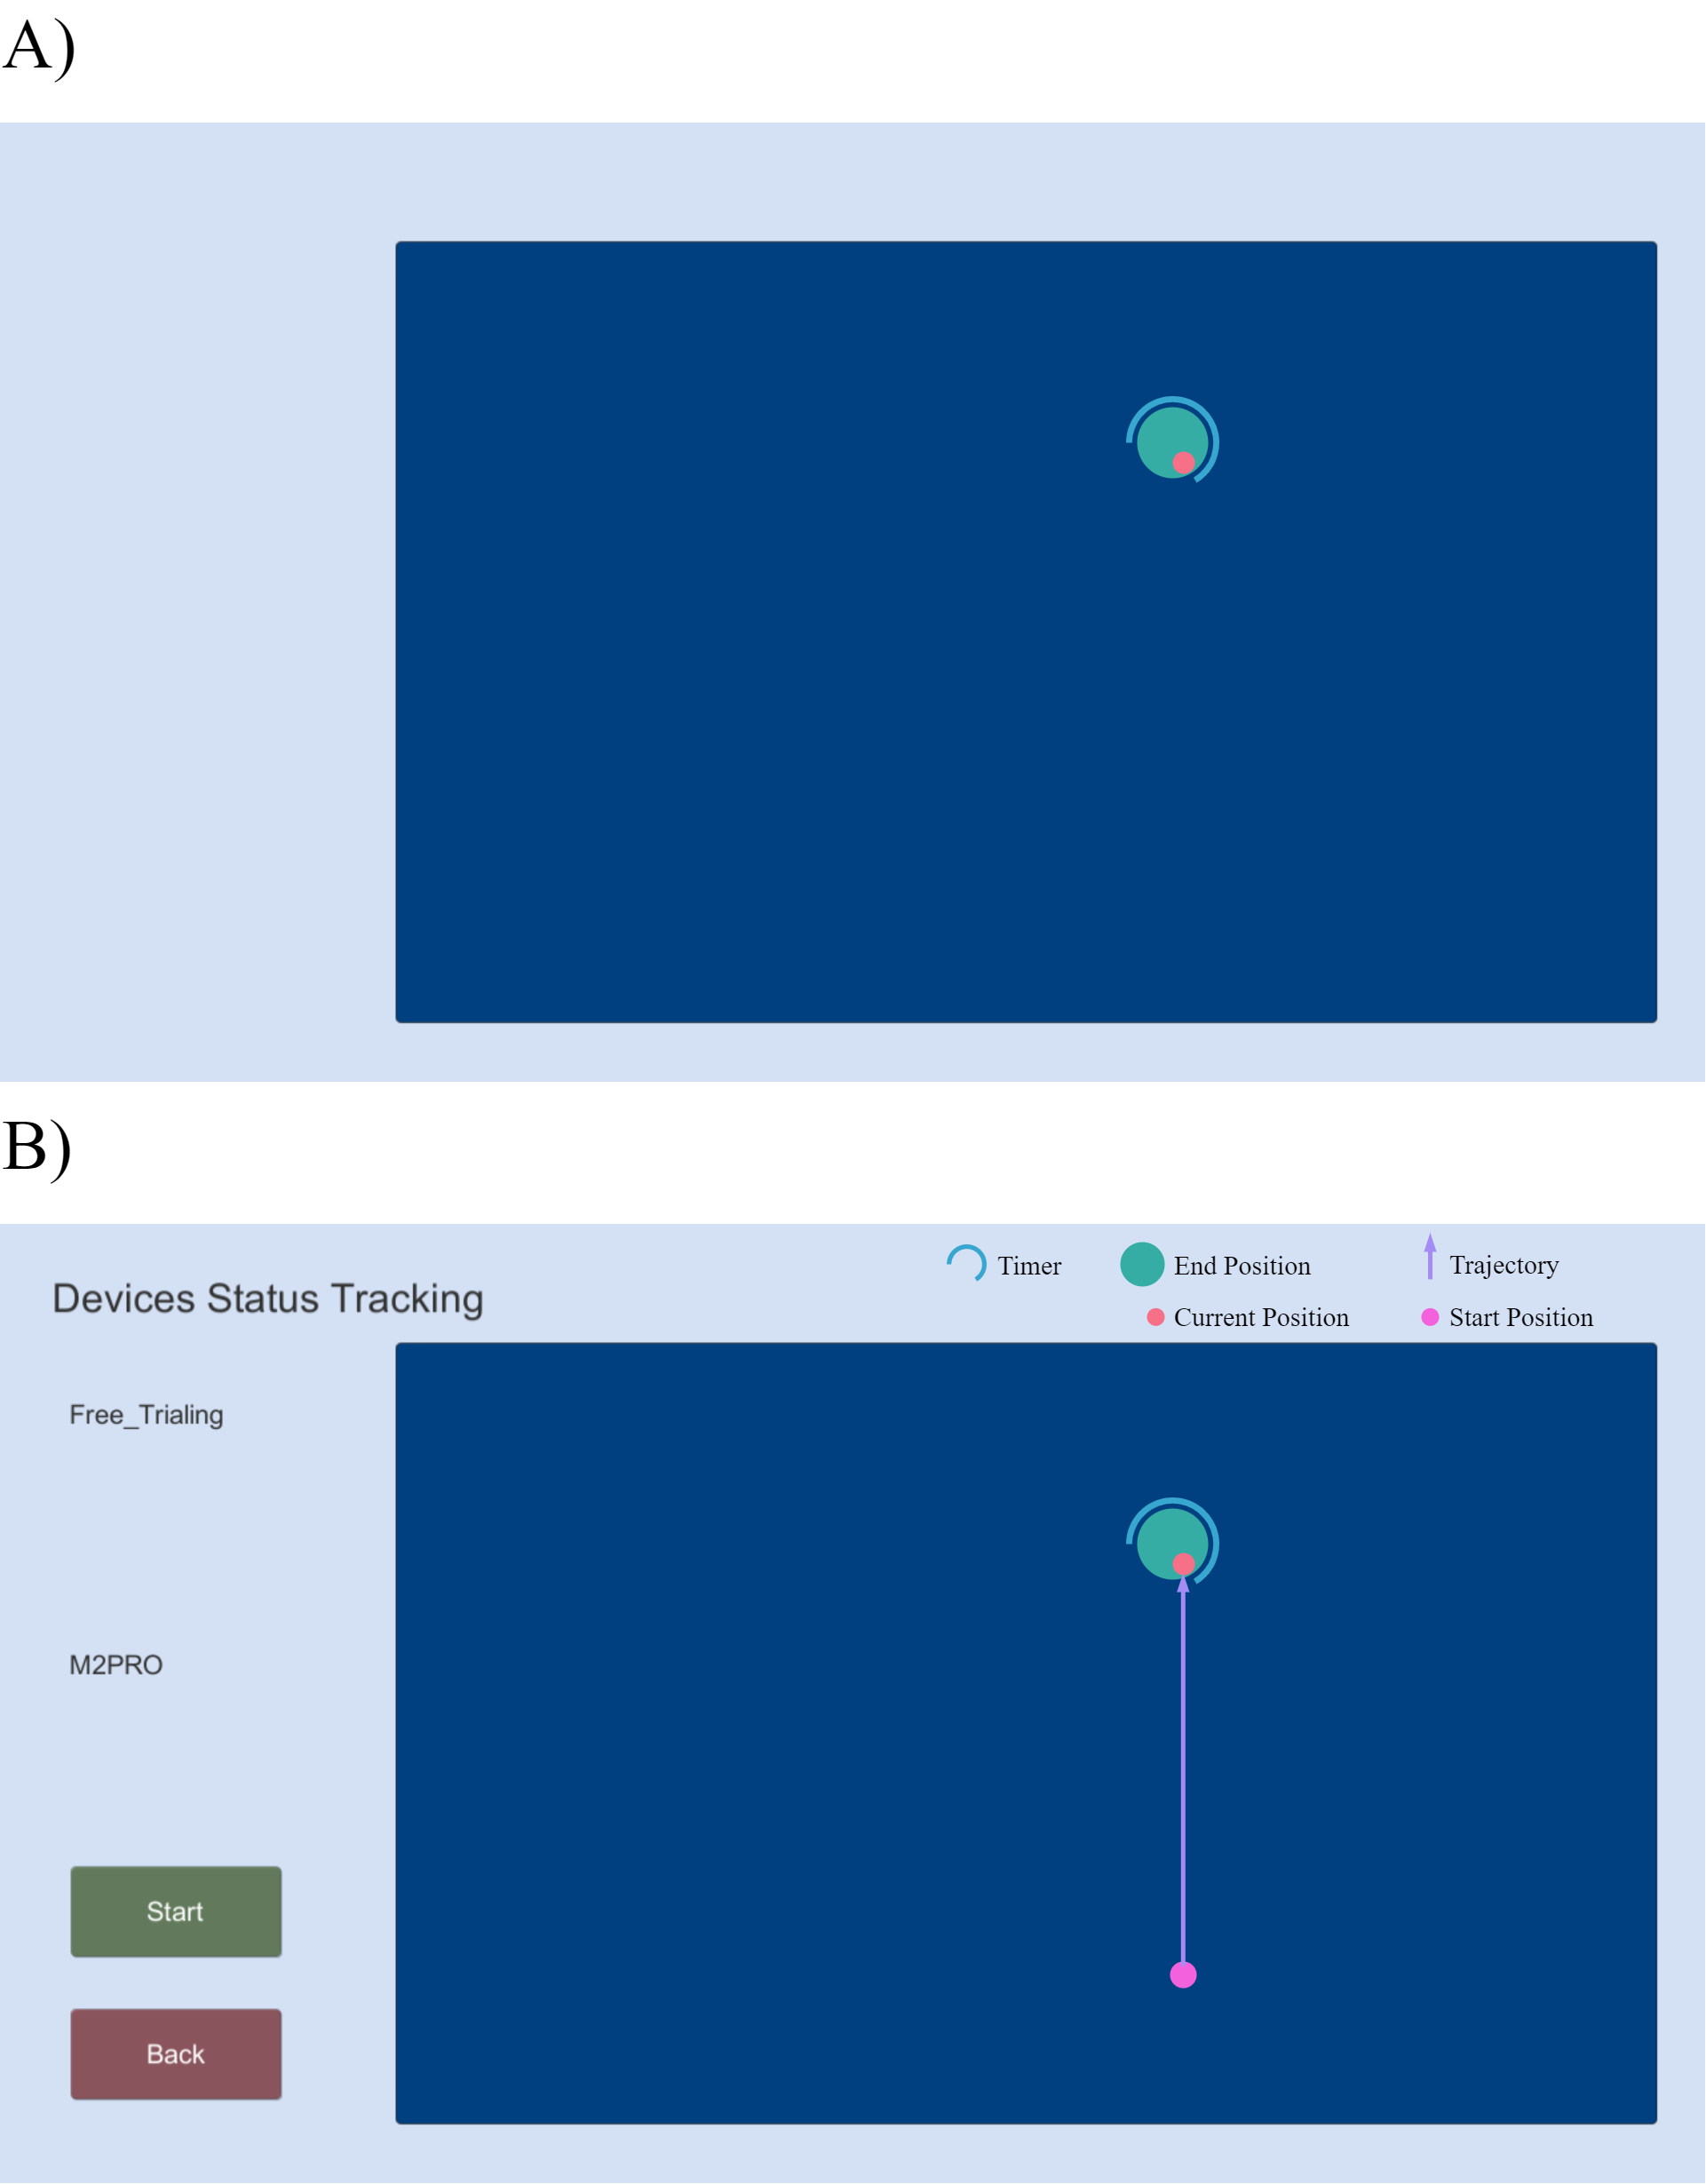 A)
B)
Timer
End Position
Trajectory
Devices Status Tracking
Current Position
Start Position
Free_Trialing
M2PRO
Start
Back